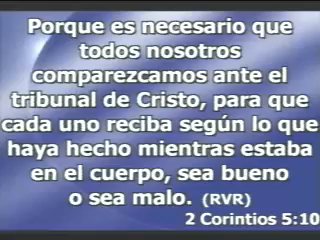 Porque es necesario que
todos nosotros
comparezcamos ante el
tribunal de Cristo, para que
cada uno reciba según lo que
haya hecho mientras estaba
en el cuerpo, sea bueno
o sea malo. (RVR)
2 Corintios 5:10